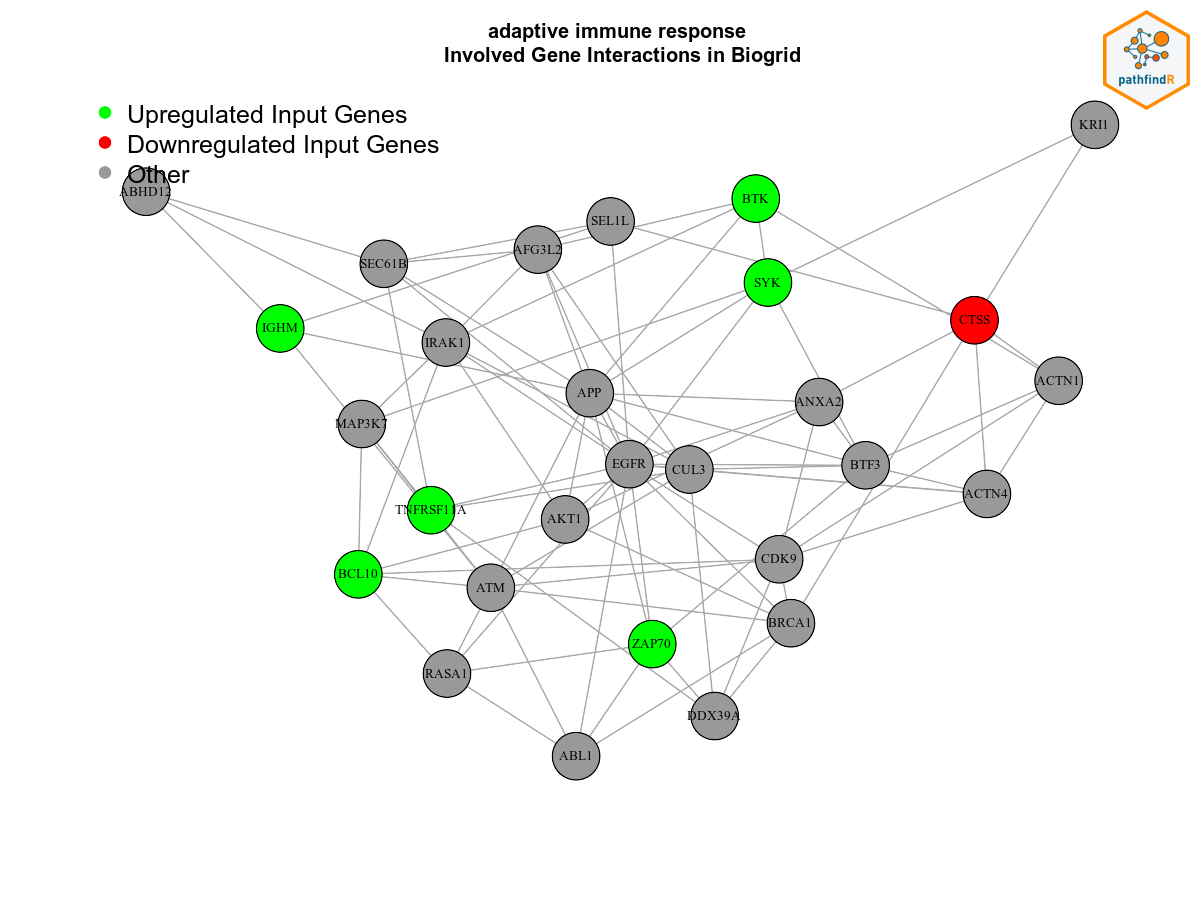 adaptive immune response
Involved Gene Interactions in Biogrid
pathfindR
Upregulated Input Genes
Downregulated Input Genes
Other
KRI1
ABHD12
BTK
SEL1L
AFG3L2
SEC61B
SYK
CTSS
IGHM
IRAK1
ACTN1
APP
ANXA2
MAP3K7
EGFR
CUL3
BTF3
ACTN4
TNFRSF11A
AKT1
CDK9
BCL10
ATM
BRCA1
ZAP70
RASA1
DDX39A
ABL1